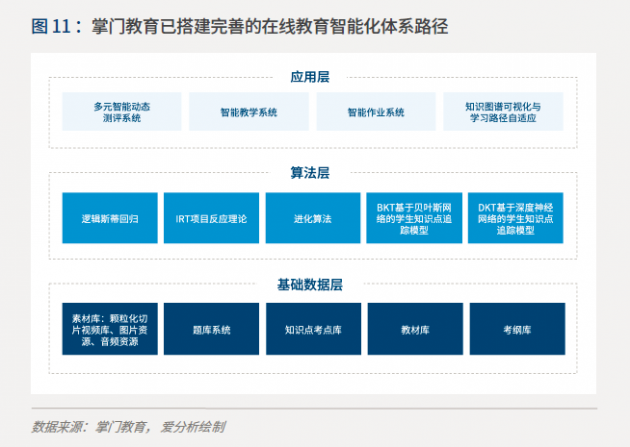 图 11：掌门教育已搭建完善的在线教育智能化体系路径
应用层
多元智能动态
测评系统
智能教学系统
智能作业系统
知识图谱可视化与
学习路径自适应
算法层
逻辑斯蒂回归
IRT项目反应理论
进化算法
BKT基于贝叶斯网
络的学生知识点追
踪模型
DKT基于深度神经
网络的学生知识点
追踪模型
基础数据层
素材库：颗粒化切
片视频库、图片资
源、音频资源
题库系统
知识点考点库
教材库
考纲库
数据来源：掌门教育，爱分析绘制